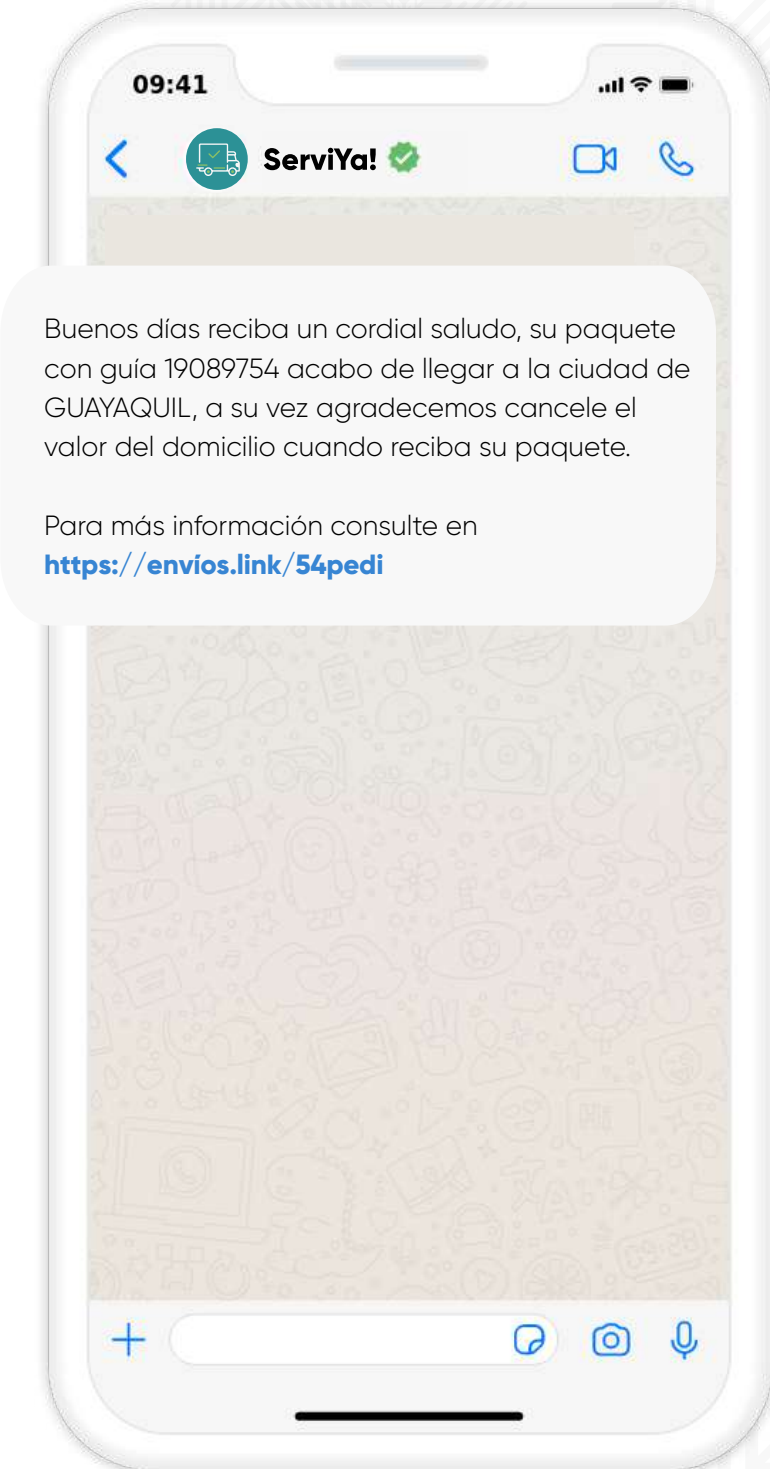 09:41
ServiYa!
Buenos días reciba un cordial saludo, su paquete
con guía 19089754 acabo de llegar a la ciudad de
GUAYAQUIL, a su vez agradecemos cancele el
valor del domicilio cuando reciba su paquete.
Para más información consulte en
https://envíos.link/54pedi